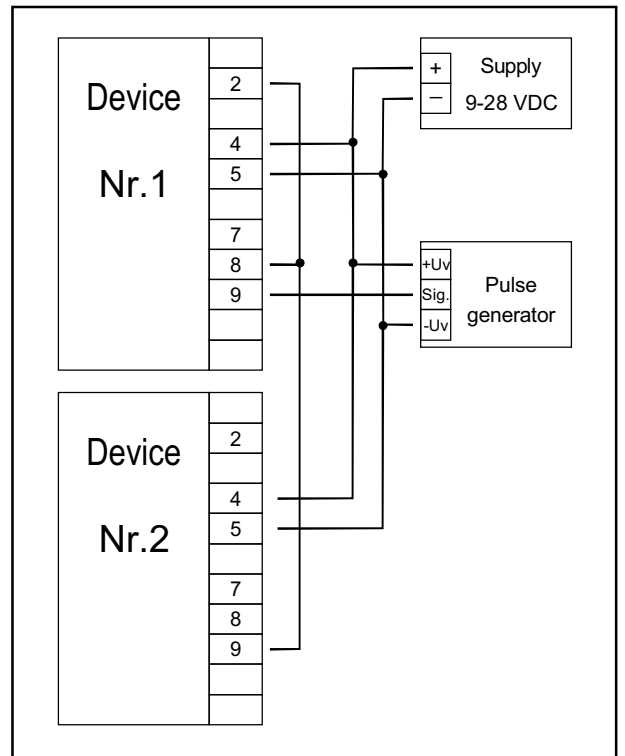 Device
Nr.1
2
4
5
7
8
9
+
−
Supply
9-28 VDC
+Uv
Sig.
-Uv
Pulse
generator
Device
Nr.2
2
4
5
7
8
9